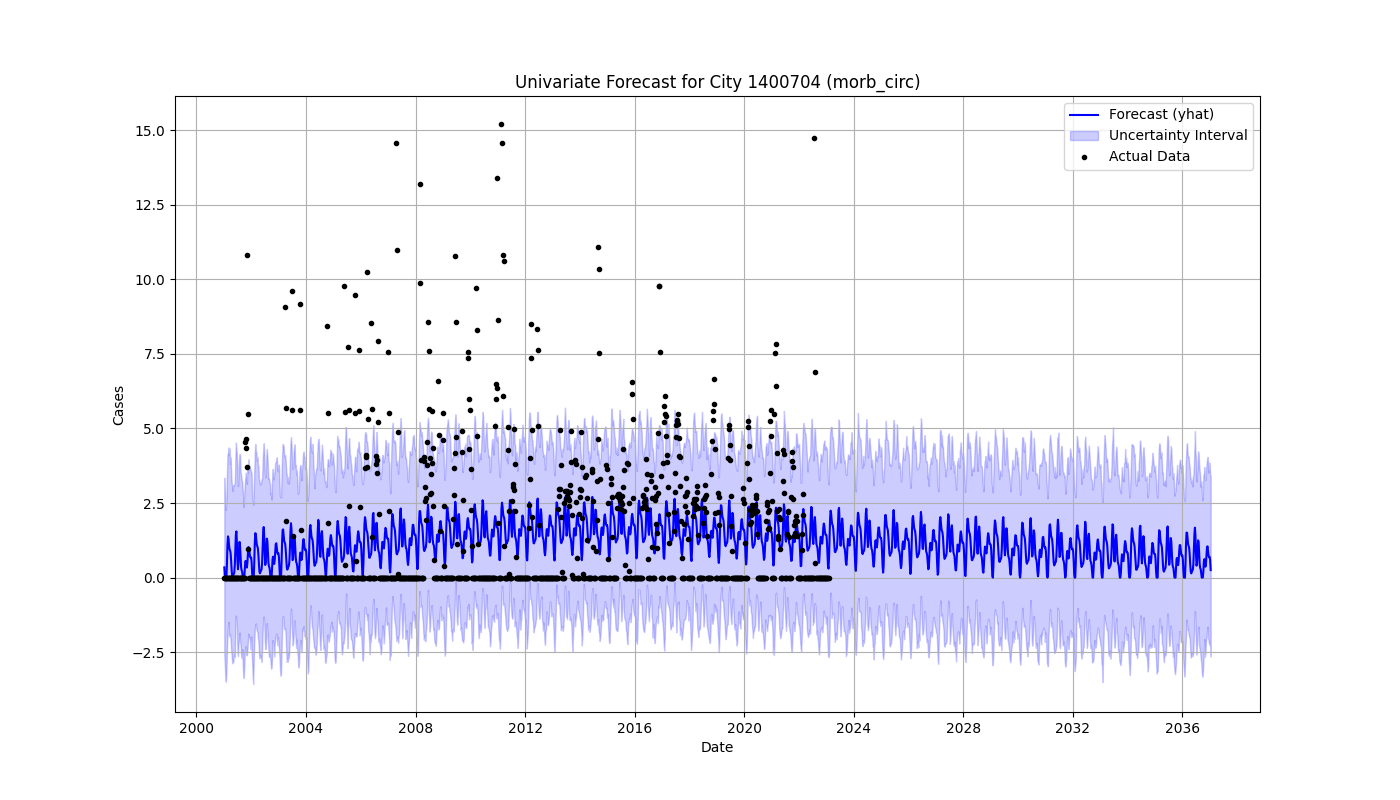 Univariate Forecast for City 1400704 (morb_circ)
Forecast (yhat)
Uncertainty Interval
Actual Data
15.0
12.5
10.0
7.5
5.0
2.5
0.0
−2.5
Cases
2000 2004 2008 2012 2016 2020 2024 2028 2032 2036
Date